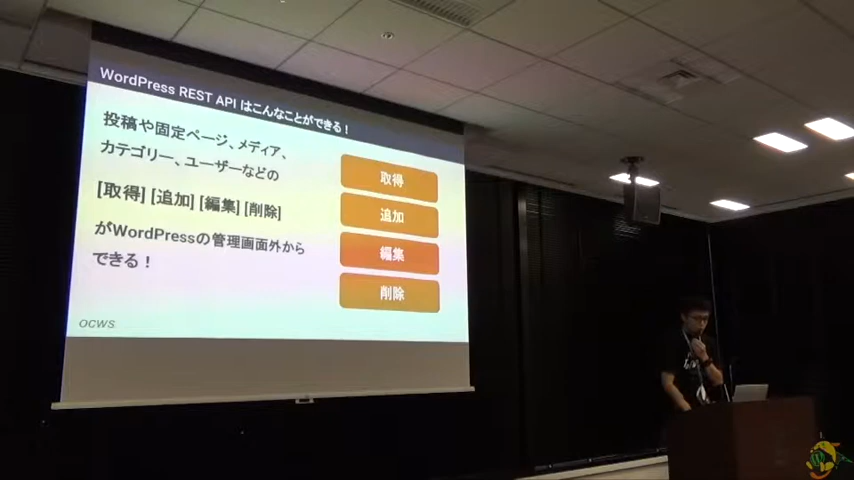 WordPress REST API はこんなことができる！
投稿や固定ページ、メディア、
カテゴリー、ユーザーなどの
[取得] [追加] [編集] [削除]
がWordPressの管理画面外から
できる！
取得
追加
編集
削除
OCWS